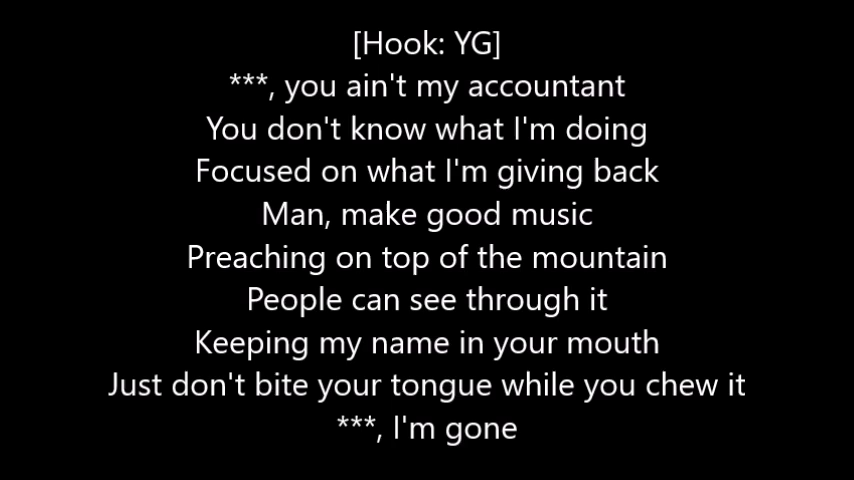 [Hook: YG]
***, you ain't my accountant
You don't know what I'm doing
Focused on what I'm giving back
Man, make good music
Preaching on top of the mountain
People can see through it
Keeping my name in your mouth
Just don't bite your tongue while you chew it
***, I'm gone